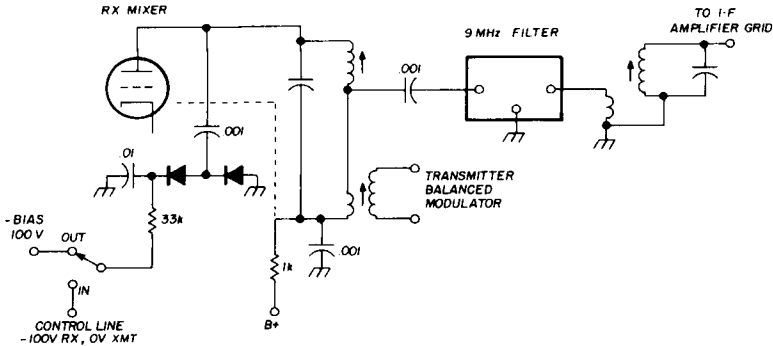 RX MIXER
9 MHz FILTER
TO I-F
AMPLIFIER GRID
.001
.001
.01
33k
-BIAS
100 V
OUT
IN
CONTROL LINE
-100V RX, 0V XMT
1k
B+
.001
TRANSMITTER
BALANCED
MODULATOR